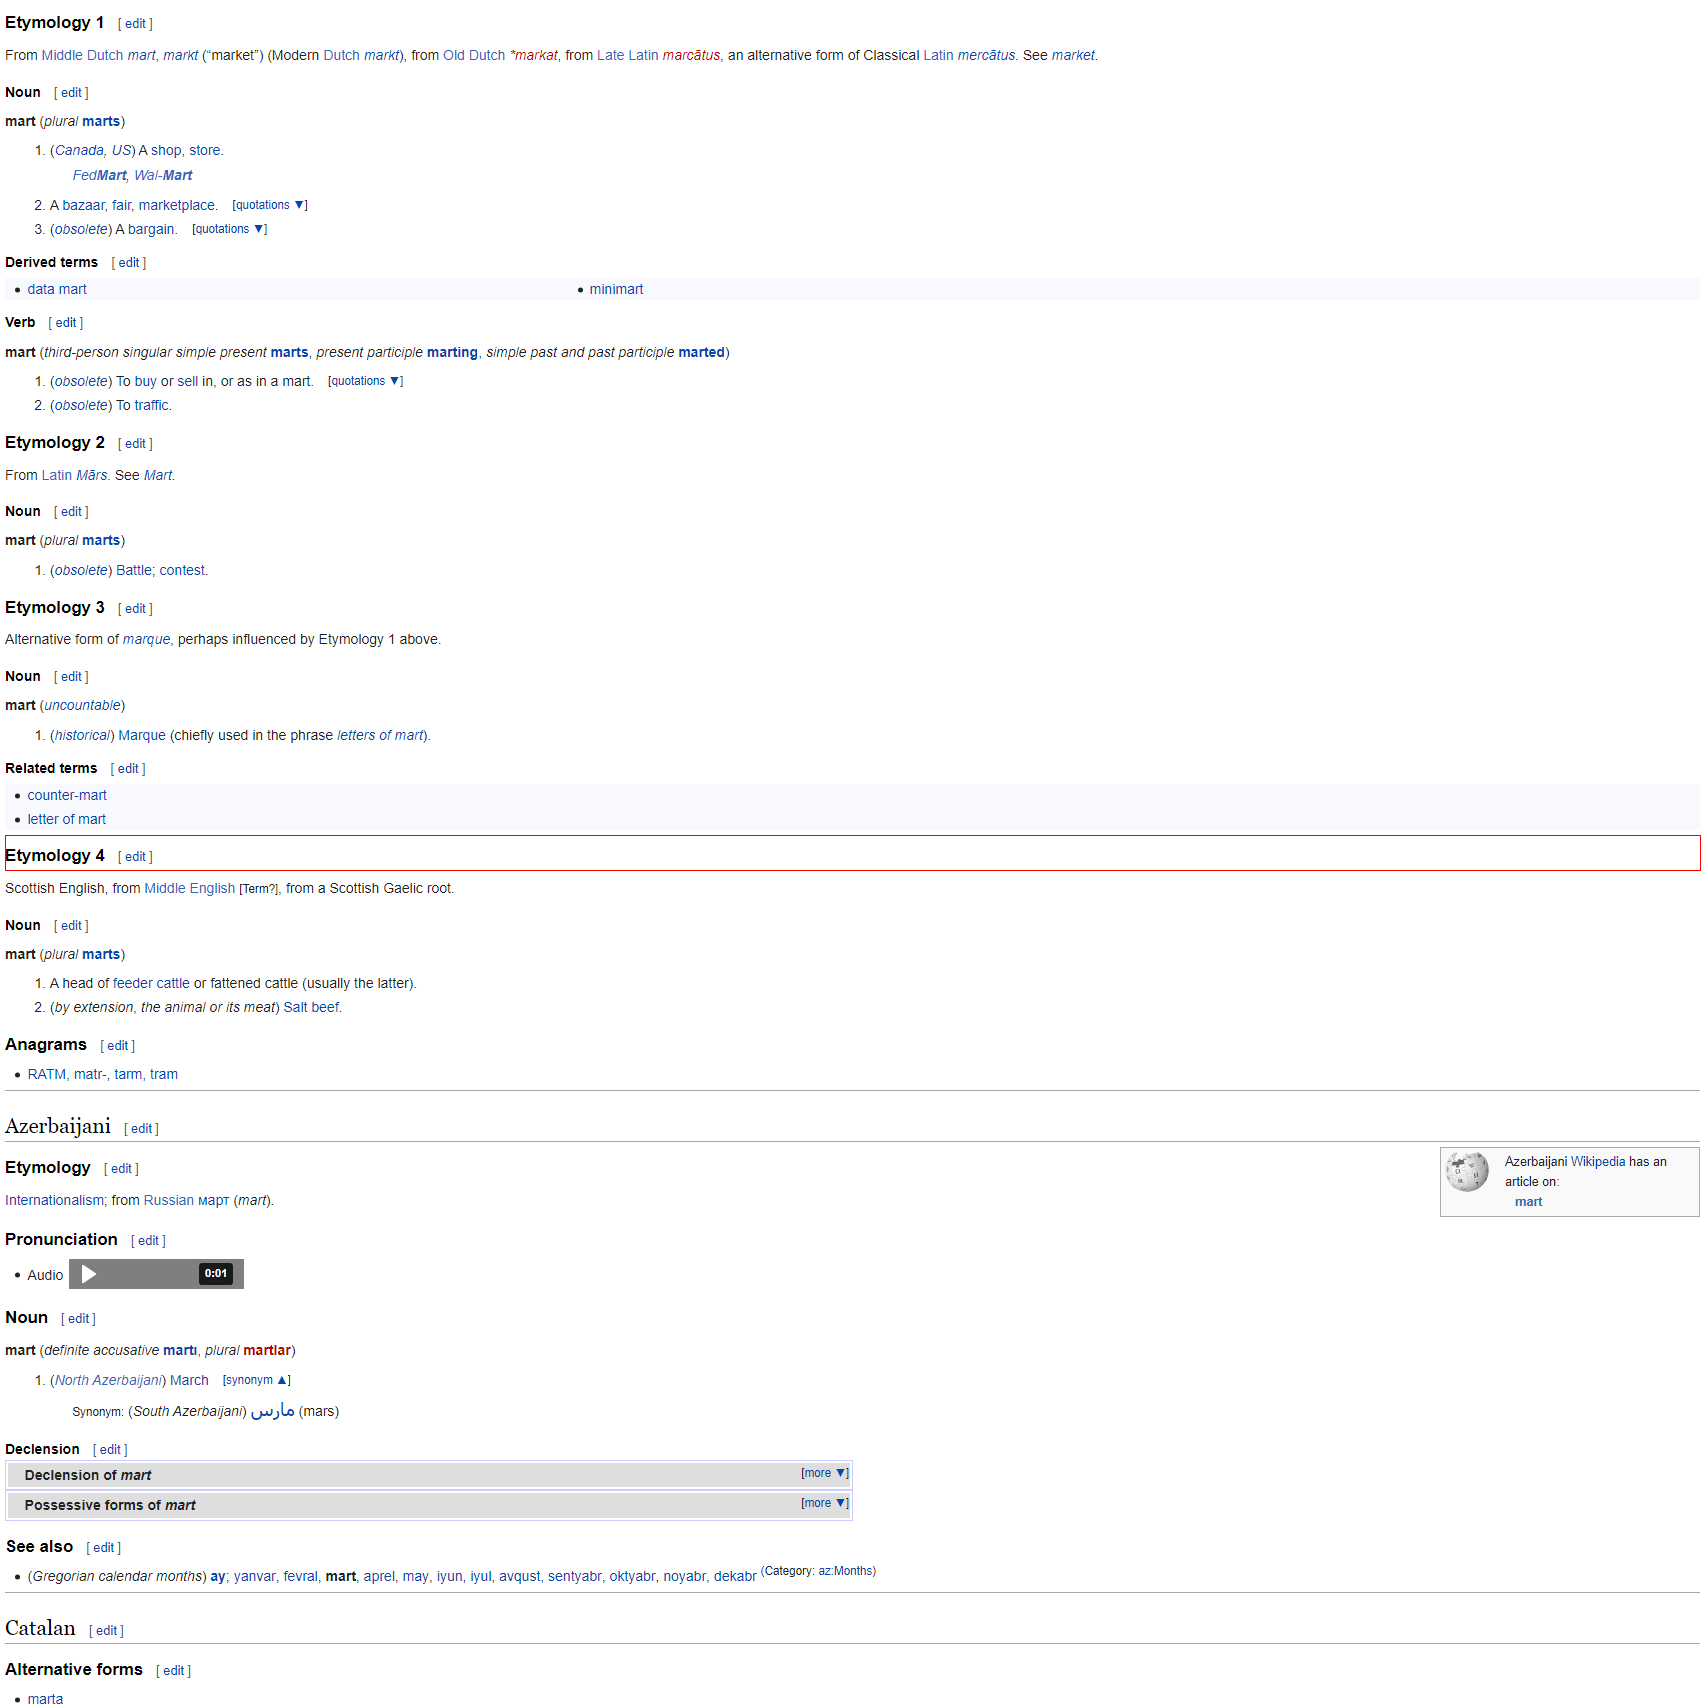 Etymology 1 [ edit ]
From Middle Dutch mart, markt (“market”) (Modern Dutch markt), from Old Dutch *markat, from Late Latin marcātus, an alternative form of Classical Latin mercātus. See market.
Noun [ edit ]
mart (plural marts)
1. (Canada, US) A shop, store.
FedMart, Wal-Mart
2. A bazaar, fair, marketplace. [quotations ▼]
3. (obsolete) A bargain. [quotations ▼]
Derived terms [ edit ]
• data mart • minimart
Verb [ edit ]
mart (third-person singular simple present marts, present participle marting, simple past and past participle marted)
1. (obsolete) To buy or sell in, or as in a mart. [quotations ▼]
2. (obsolete) To traffic.
Etymology 2 [ edit ]
From Latin Mārs. See Mart.
Noun [ edit ]
mart (plural marts)
1. (obsolete) Battle; contest.
Etymology 3 [ edit ]
Alternative form of marque, perhaps influenced by Etymology 1 above.
Noun [ edit ]
mart (uncountable)
1. (historical) Marque (chiefly used in the phrase letters of mart).
Related terms [ edit ]
• counter-mart
• letter of mart
Etymology 4 [ edit ]
Scottish English, from Middle English [Term?], from a Scottish Gaelic root.
Noun [ edit ]
mart (plural marts)
1. A head of feeder cattle or fattened cattle (usually the latter).
2. (by extension, the animal or its meat) Salt beef.
Anagrams [ edit ]
• RATM, matr-, tarm, tram
Azerbaijani [ edit ]
Etymology [ edit ]
Azerbaijani Wikipedia has an
article on:
mart
Internationalism; from Russian март (mart).
Pronunciation [ edit ]
• Audio 0:01
Noun [ edit ]
mart (definite accusative martı, plural martlar)
1. (North Azerbaijani) March [synonym ▲]
Synonym: (South Azerbaijani) مارس (mars)
Declension [ edit ]
Declension of mart [more ▼]
Possessive forms of mart [more ▼]
See also [ edit ]
• (Gregorian calendar months) ay; yanvar, fevral, mart, aprel, may, iyun, iyul, avqust, sentyabr, oktyabr, noyabr, dekabr (Category: az:Months)
Catalan [ edit ]
Alternative forms [ edit ]
• marta